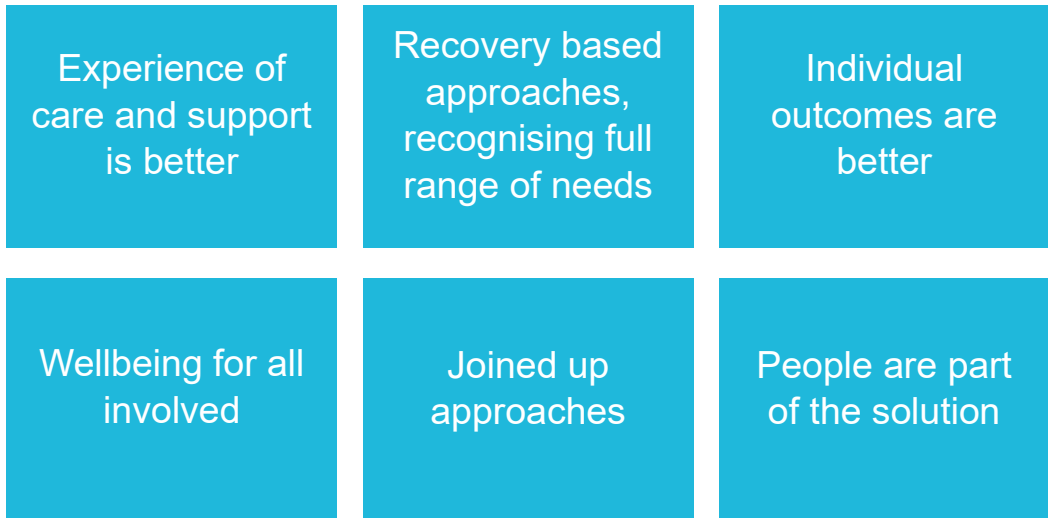 Experience of
care and support
is better
Recovery based
approaches,
recognising full
range of needs
Individual
outcomes are
better
Wellbeing for all
involved
Joined up
approaches
People are part
of the solution